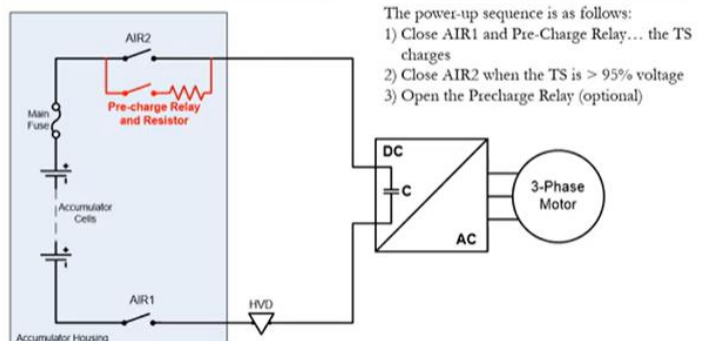 The power-up sequence is as follows:
1) Close AIR1 and Pre-Charge Relay… the TS
charges
2) Close AIR2 when the TS is > 95% voltage
3) Open the Precharge Relay (optional)
AIR2
Pre-charge Relay
and Resistor
Main
Fuse
Accumulator
Cells
AIR1
HVD
Accumulator Housing
DC
C
AC
3-Phase
Motor